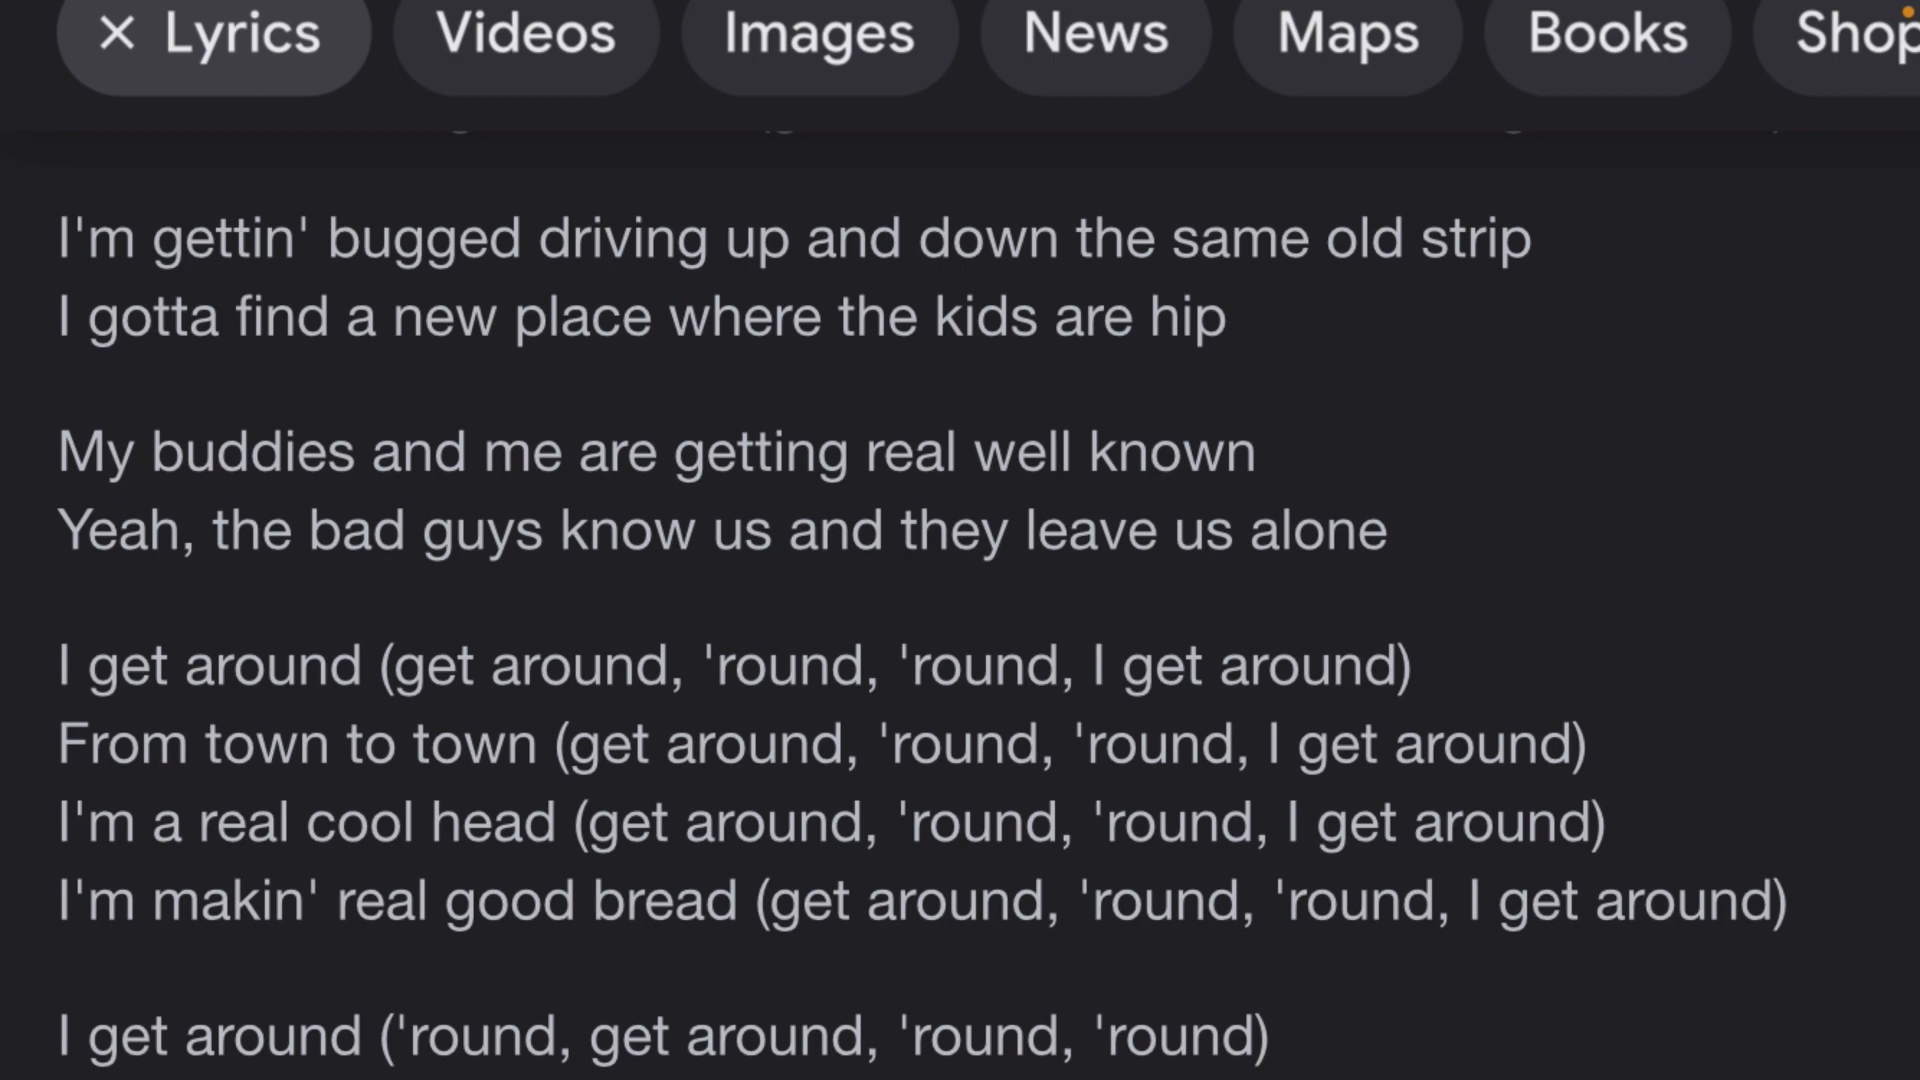 × Lyrics Videos Images News Maps Books Shop
I'm gettin' bugged driving up and down the same old strip
I gotta find a new place where the kids are hip
My buddies and me are getting real well known
Yeah, the bad guys know us and they leave us alone
I get around (get around, 'round, 'round, I get around)
From town to town (get around, 'round, 'round, I get around)
I'm a real cool head (get around, 'round, 'round, I get around)
I'm makin' real good bread (get around, 'round, 'round, I get around)
I get around ('round, get around, 'round, 'round)